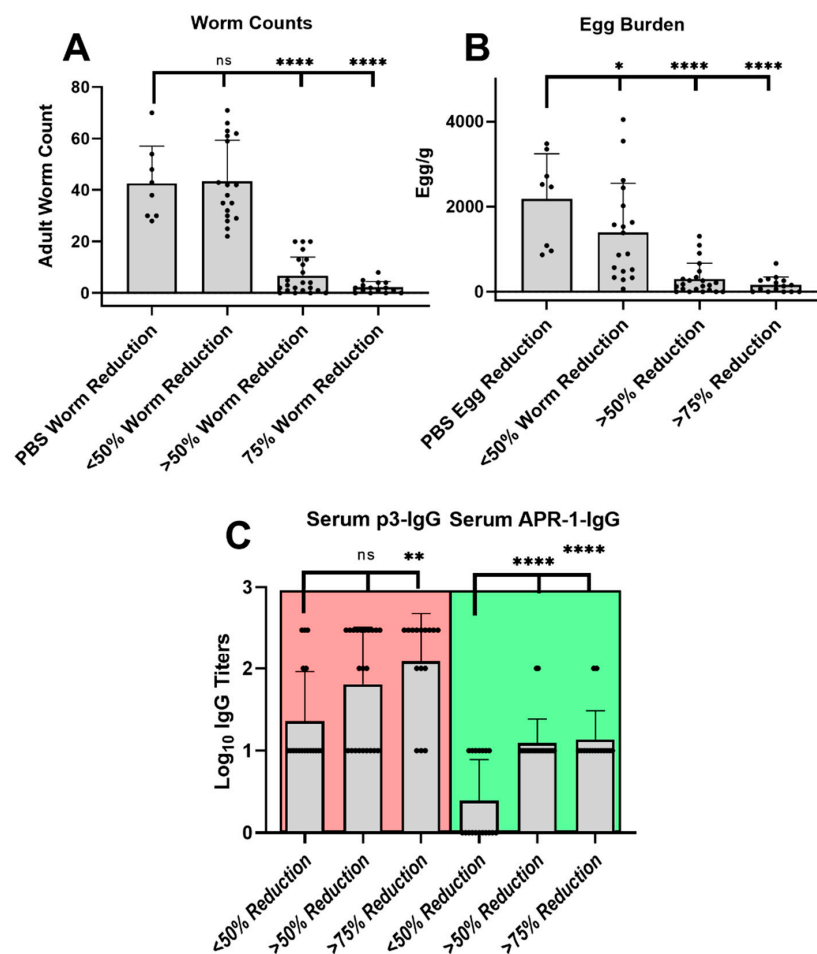 Worm Counts
A
ns
****
****
Adult Worm Count
80
60
40
20
0
PBS Worm Reduction
<50% Worm Reduction
>50% Worm Reduction
75% Worm Reduction
Egg Burden
B
*
****
****
Egg/g
4000
2000
0
PBS Egg Reduction
<50% Worm Reduction
>50% Reduction
>75% Reduction
C
Serum p3-IgG Serum APR-1-IgG
ns
**
****
****
Log10 IgG Titers
3
2
1
0
<50% Reduction
>50% Reduction
>75% Reduction
<50% Reduction
>50% Reduction
>75% Reduction